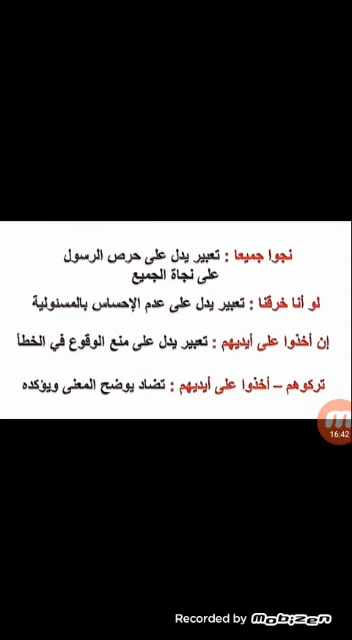 نجوا جميعا : تعبير يدل على حرص الرسول
على نجاة الجميع
لو أنا خرقنا : تعبير يدل على عدم الإحساس بالمسئولية
إن أخذوا على أيديهم : تعبير يدل على منع الوقوع في الخطأ
تركوهم – أخذوا على أيديهم : تضاد يوضح المعنى ويؤكده
16:42
Recorded by Mobizen